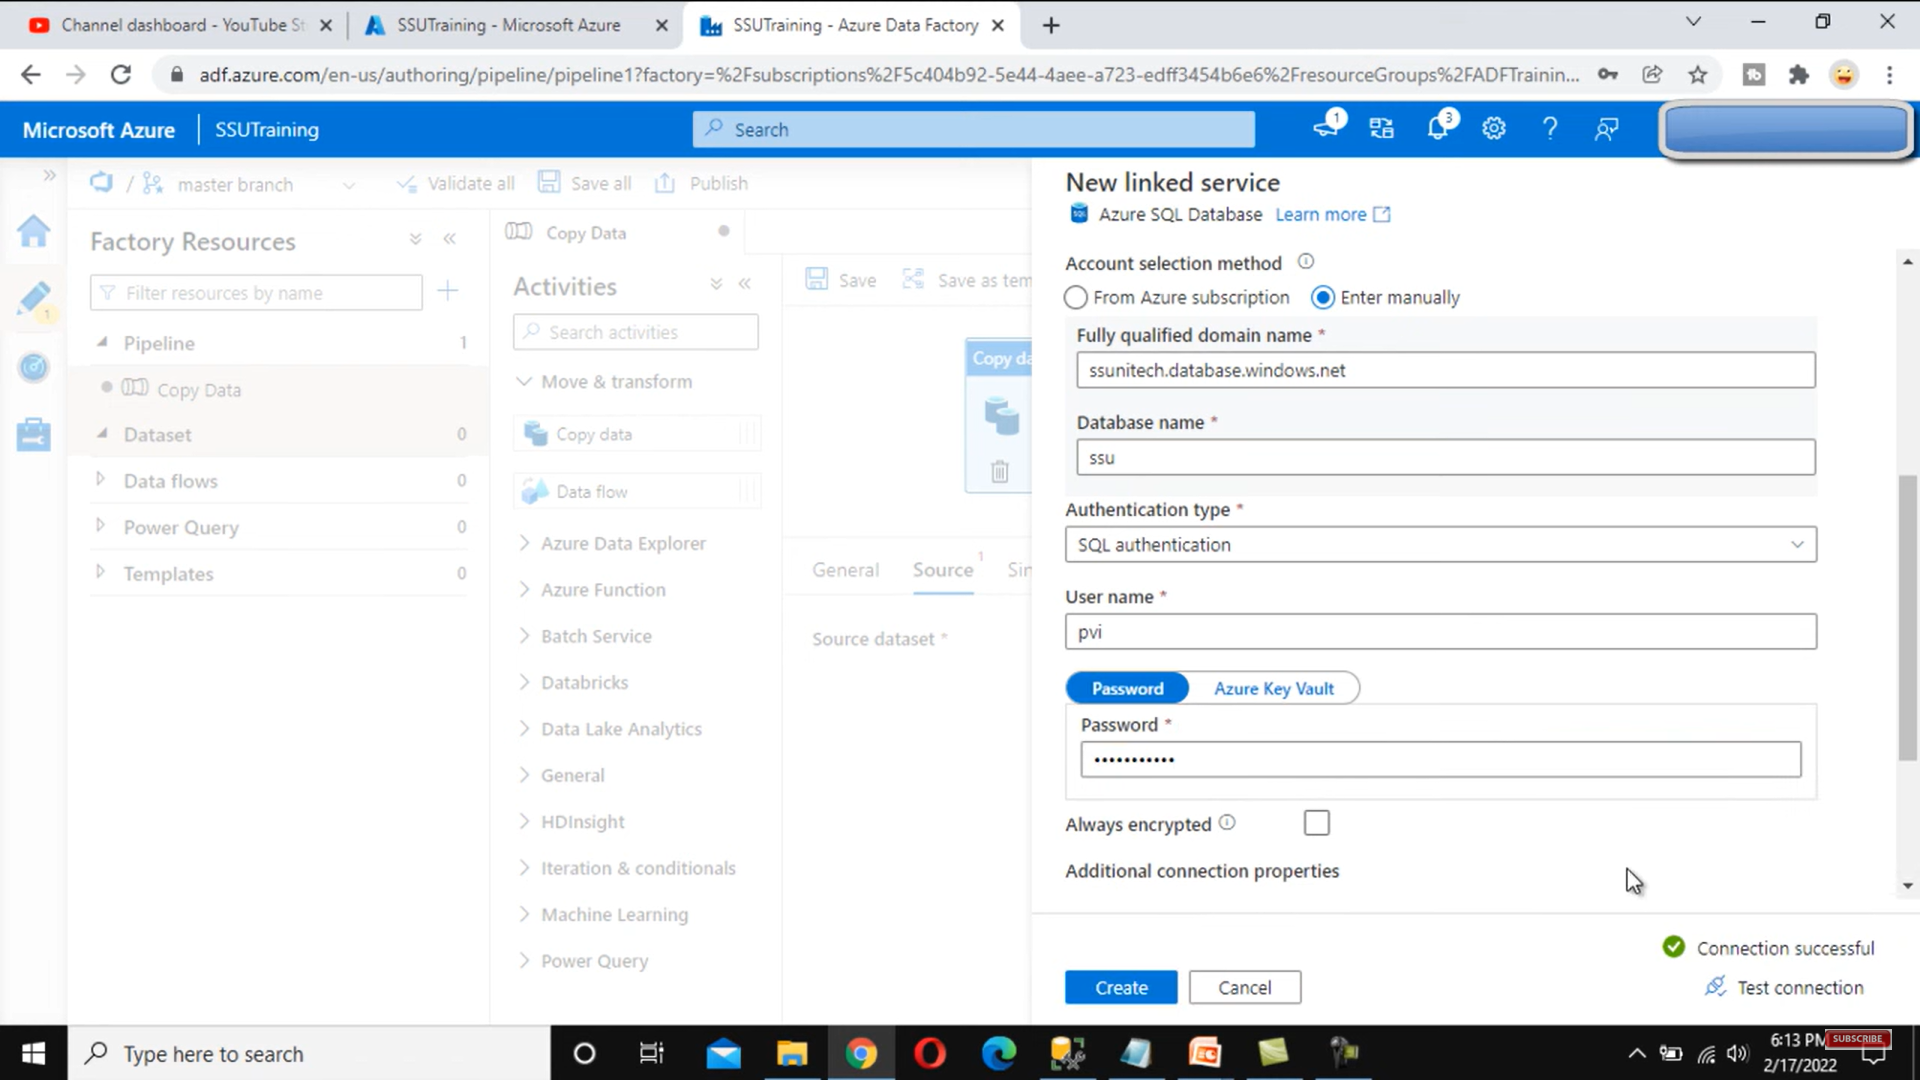 Channel dashboard - YouTube St
SSUTraining - Microsoft Azure
SSUTraining - Azure Data Factory
adf.azure.com/en-us/authoring/pipeline/pipeline1?factory=%2Fsubscriptions%2F5c404b92-5e44-4aee-a723-edff3454b6e6%2FresourceGroups%2FADFTrainin...
Microsoft Azure
SSUTraining
Search
1
3
master branch
Validate all
Save all
Publish
Factory Resources
Filter resources by name
1
Pipeline 1
Copy Data
Dataset 0
Data flows 0
Power Query 0
Templates 0
Copy Data
Activities
Search activities
Move & transform
Copy data
Data flow
Azure Data Explorer
Azure Function
Batch Service
Databricks
Data Lake Analytics
General
HDInsight
Iteration & conditionals
Machine Learning
Power Query
Save
Save as tem
Copy da
General
Source 1
Sin
Source dataset *
New linked service
SQL
Azure SQL Database Learn more
Account selection method
From Azure subscription
Enter manually
Fully qualified domain name *
ssunitech.database.windows.net
Database name *
ssu
Authentication type *
SQL authentication
User name *
pvi
Password
Azure Key Vault
Password *
•••••••••••
Always encrypted
Additional connection properties
Connection successful
Create
Cancel
Test connection
Type here to search
6:13 PM
2/17/2022
SUBSCRIBE